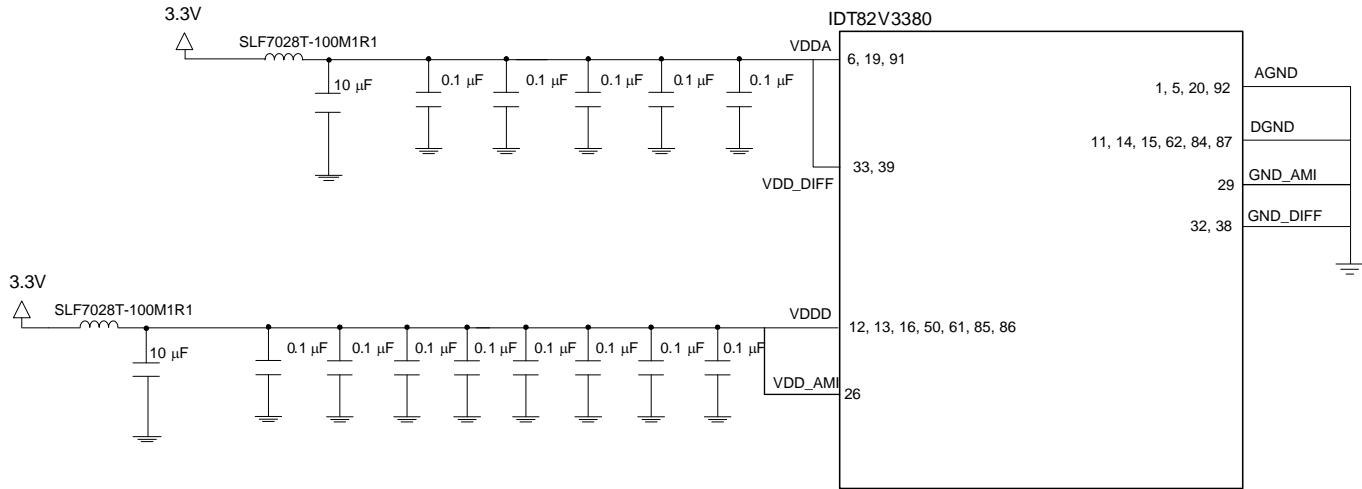 IDT82V3380
3.3V
SLF7028T-100M1R1
VDDA
6, 19, 91
10 μF
0.1 μF
0.1 μF
0.1 μF
0.1 μF
0.1 μF
AGND
1, 5, 20, 92
DGND
11, 14, 15, 62, 84, 87
33, 39
VDD_DIFF
GND_AMI
29
GND_DIFF
32, 38
3.3V
SLF7028T-100M1R1
VDDD
12, 13, 16, 50, 61, 85, 86
10 μF
0.1 μF
0.1 μF
0.1 μF
0.1 μF
0.1 μF
0.1 μF
0.1 μF
0.1 μF
VDD_AMI
26